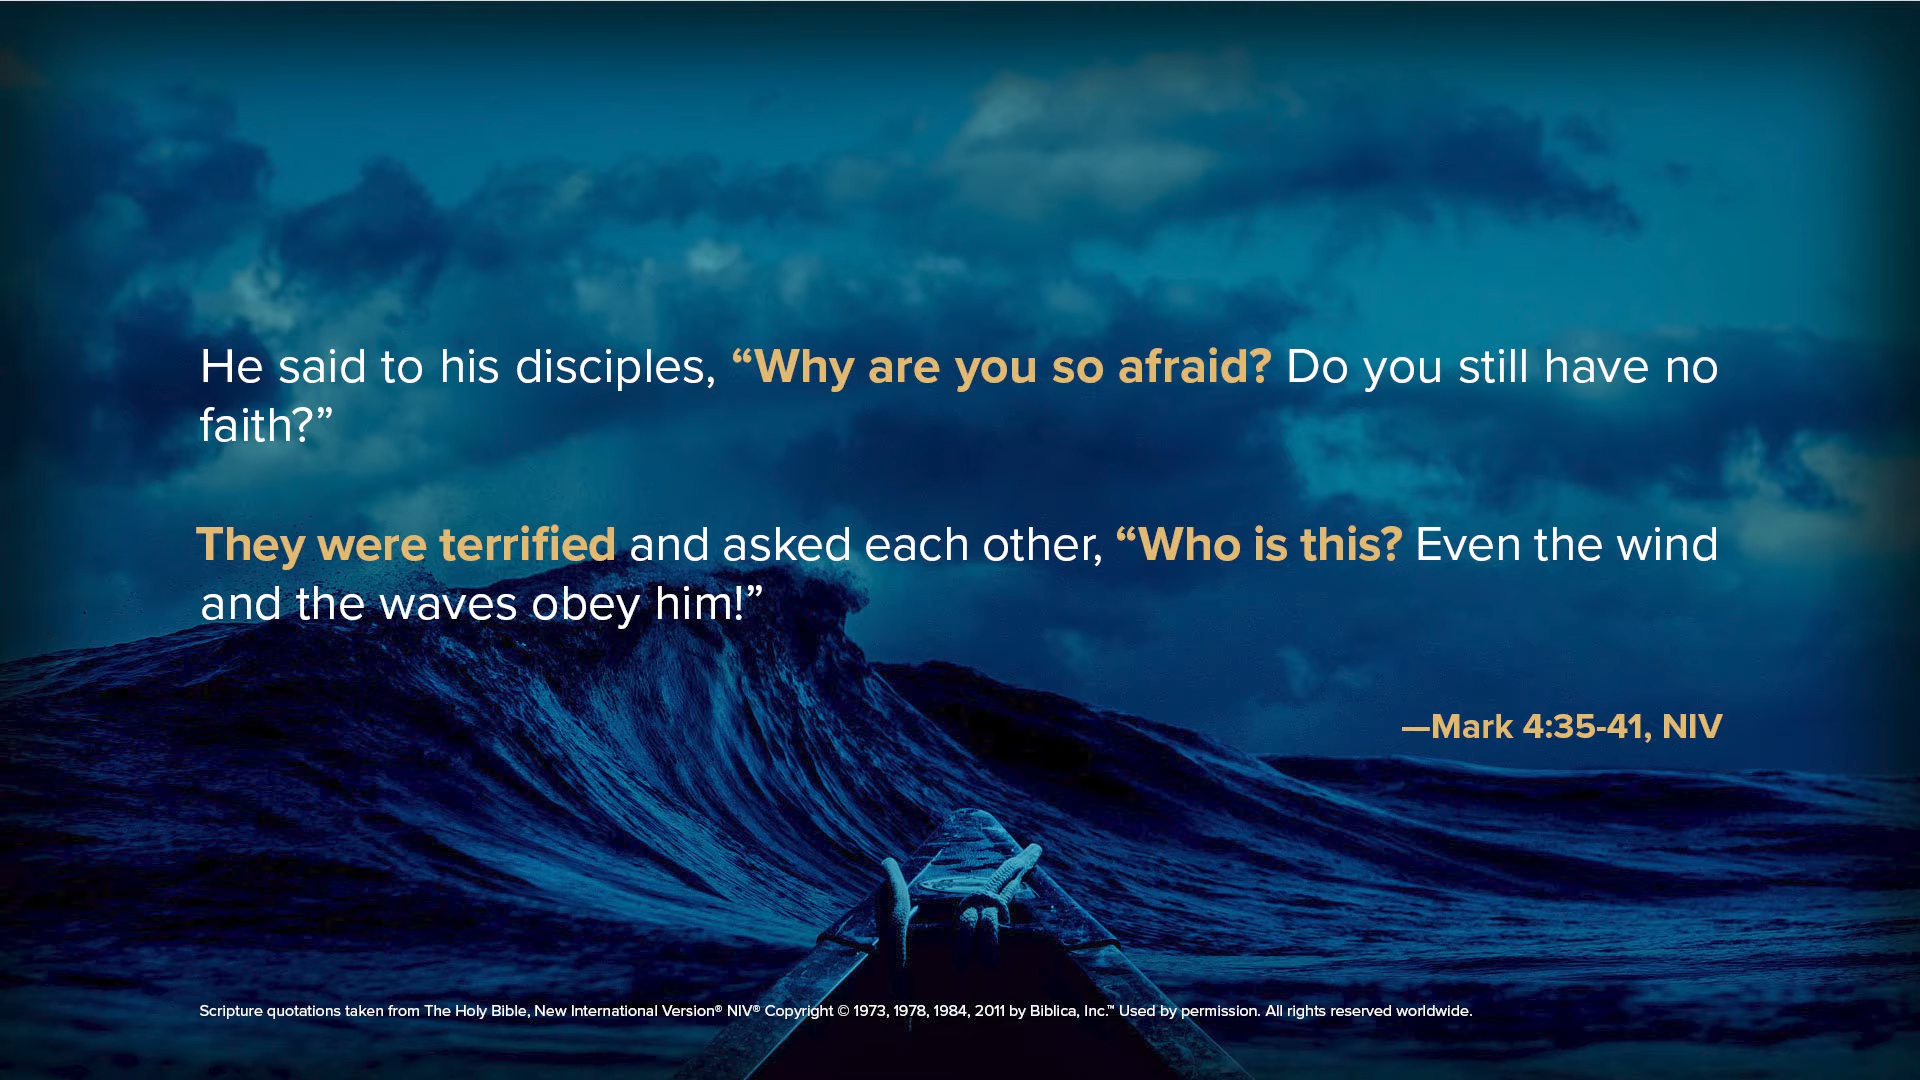 He said to his disciples, “Why are you so afraid? Do you still have no
faith?”
They were terrified and asked each other, “Who is this? Even the wind
and the waves obey him!”
—Mark 4:35-41, NIV
Scripture quotations taken from The Holy Bible, New International Version® NIV® Copyright © 1973, 1978, 1984, 2011 by Biblica, Inc.™ Used by permission. All rights reserved worldwide.